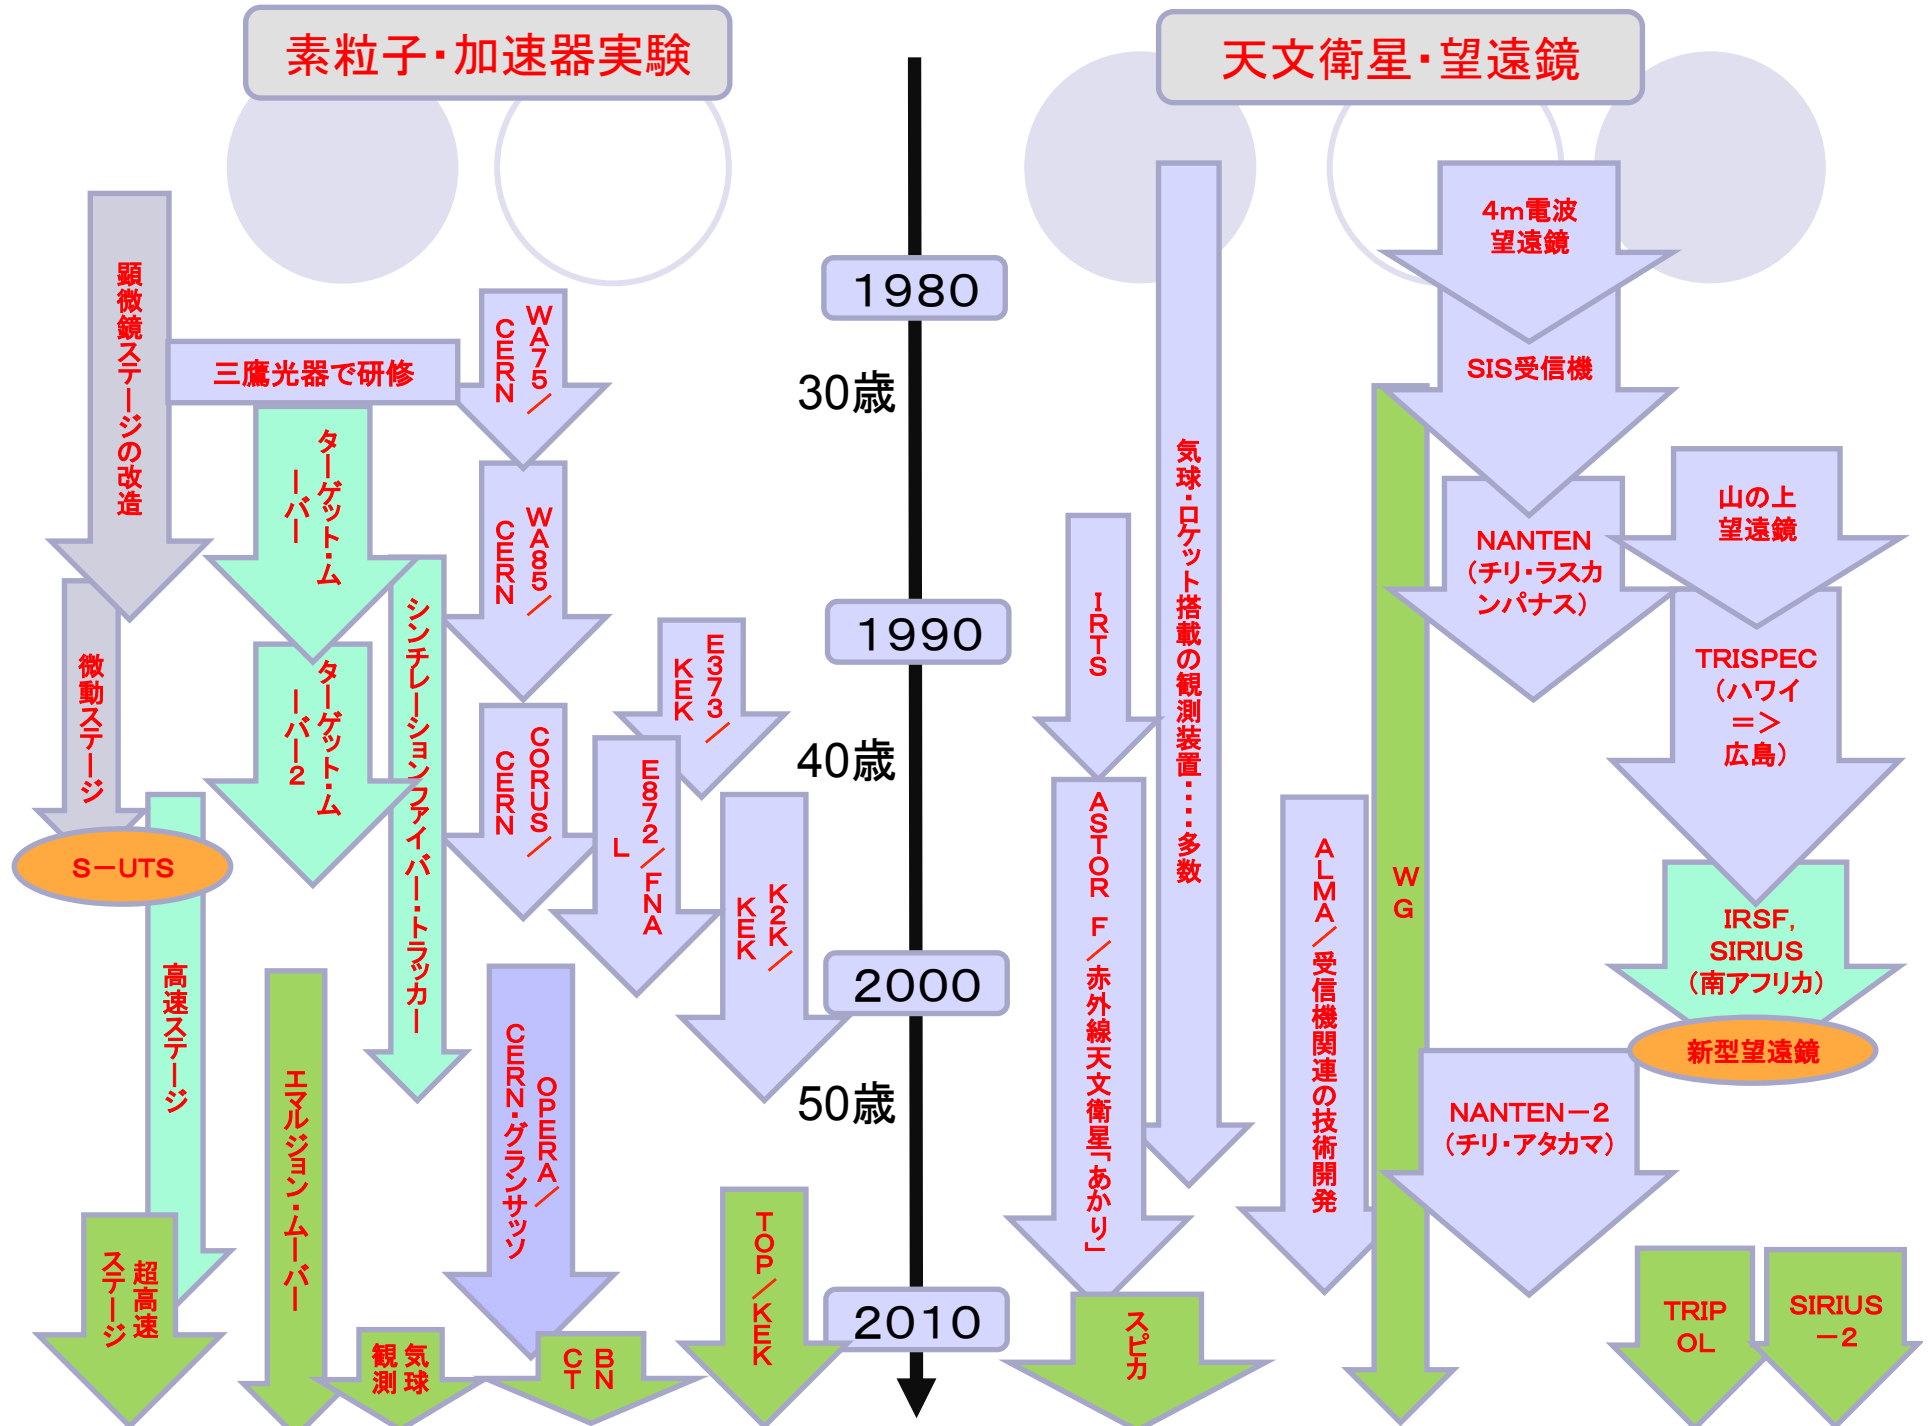 素粒子・加速器実験
天文衛星・望遠鏡
1980
30歳
1990
40歳
2000
50歳
2010
顕微鏡ステージの改造
三鷹光器で研修
WA75／
CERN
ターゲット・ム
ーバー
WA85／
CERN
シンチレーションファイバー・トラッカー
微動ステージ
ターゲット・ム
ーバー2
E373／
KEK
CORUS／
CERN
E872／FNA
L
K2K／
KEK
S－UTS
高速ステージ
エマルジョン・ムーバー
OPERA／
CERN・グランサッソ
超高速
ステージ
気球
観測
BN
CT
TOP／KEK
気球・ロケット搭載の観測装置・・・・多数
IRTS
ASTOR F／赤外線天文衛星「あかり」
スピカ
ALMA／受信機関連の技術開発
WG
4m電波
望遠鏡
SIS受信機
NANTEN
（チリ・ラスカ
ンパナス）
山の上
望遠鏡
TRISPEC
（ハワイ
＝＞
広島）
IRSF,
SIRIUS
（南アフリカ）
新型望遠鏡
NANTEN－2
（チリ・アタカマ）
TRIP
OL
SIRIUS
－2